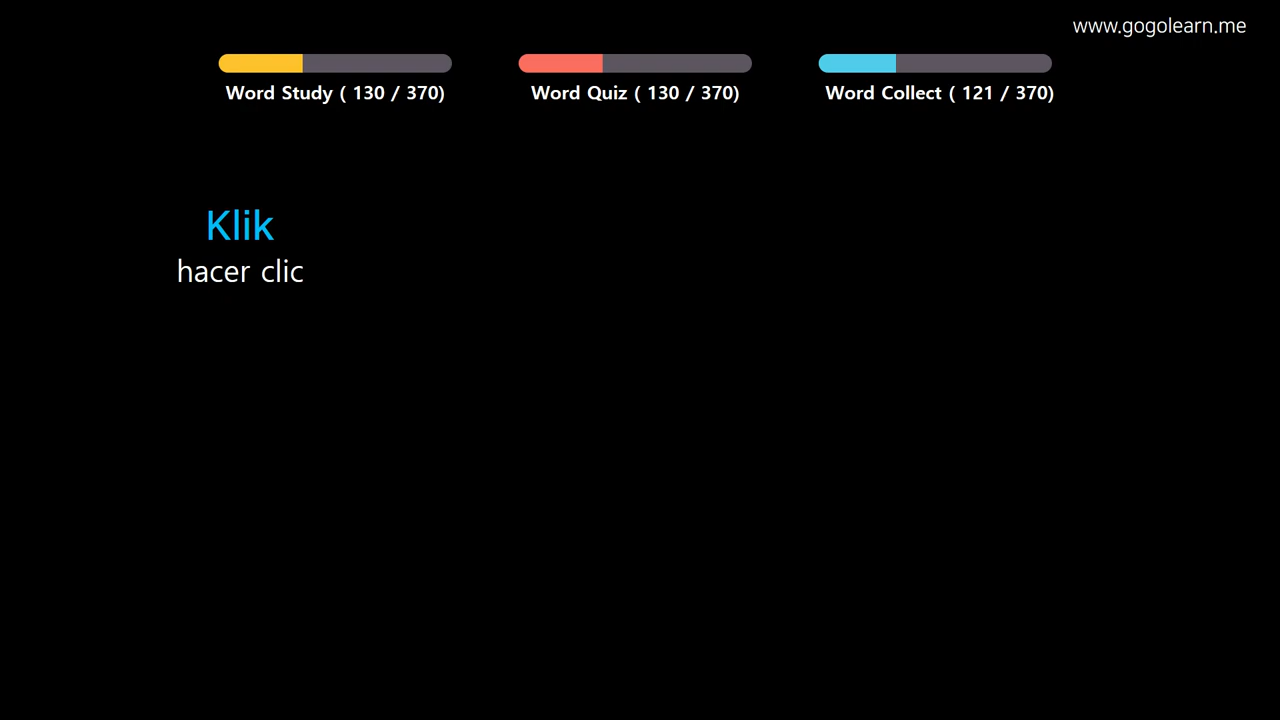 www.gogolearn.me
Word Study ( 130 / 370)
Word Quiz ( 130 / 370)
Word Collect ( 121 / 370)
Klik
hacer clic